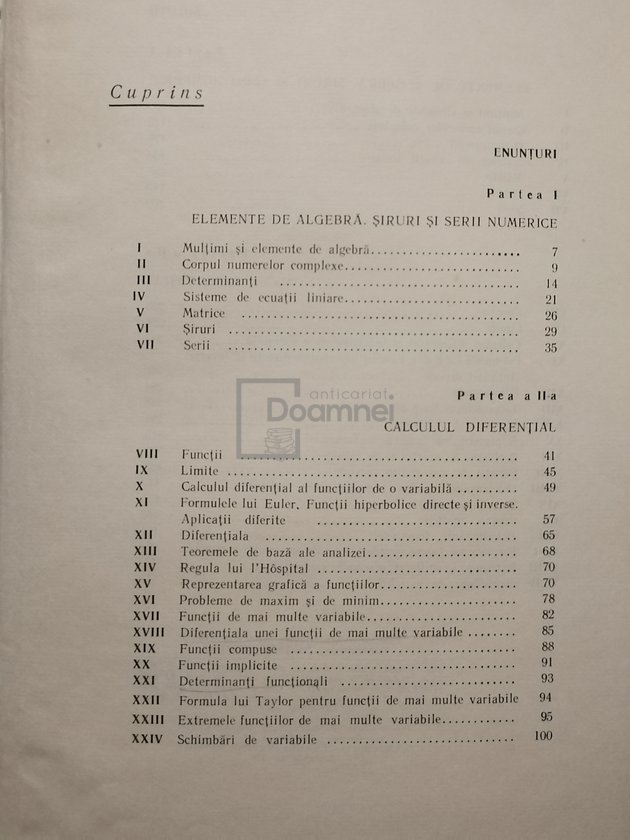 Cuprins
ENUNȚURI
Partea I
ELEMENTE DE ALGEBRĂ. ȘIRURI ȘI SERII NUMERICE
I Mulțimi și elemente de algebră........................ 7
II Corpul numerelor complexe............................ 9
III Determinanți ...................................... 14
IV Sisteme de ecuații liniare............................ 21
V Matrice ............................................ 26
VI Șiruri ............................................. 29
VII Serii ............................................. 35
anticariat
Doamnei
Partea a II-a
CALCULUL DIFERENȚIAL
VIII Funcții ........................................... 41
IX Limite ............................................ 45
X Calculul diferențial al funcțiilor de o variabilă .......... 49
XI Formulele lui Euler. Funcții hiperbolice directe și inverse.
Aplicații diferite ................................ 57
XII Diferențiala ........................................ 65
XIII Teoremele de bază ale analizei........................ 68
XIV Regula lui l'Hôspital ................................ 70
XV Reprezentarea grafică a funcțiilor...................... 70
XVI Probleme de maxim și de minim...................... 78
XVII Funcții de mai multe variabile........................ 82
XVIII Diferențiala unei funcții de mai multe variabile ........ 85
XIX Funcții compuse .................................... 88
XX Funcții implicite .................................... 91
XXI Determinanți funcționali ............................ 93
XXII Formula lui Taylor pentru funcții de mai multe variabile 94
XXIII Extremele funcțiilor de mai multe variabile............ 95
XXIV Schimbări de variabile .............................. 100